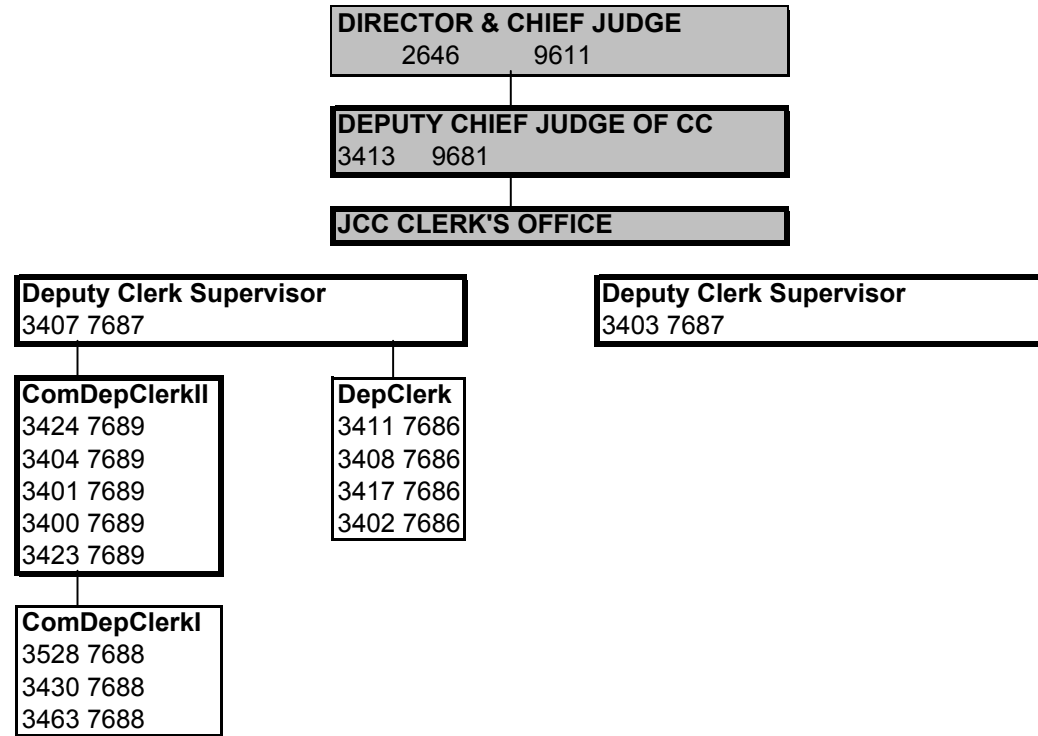 DIRECTOR & CHIEF JUDGE
2646 9611
DEPUTY CHIEF JUDGE OF CC
3413 9681
JCC CLERK'S OFFICE
Deputy Clerk Supervisor
3407 7687
Deputy Clerk Supervisor
3403 7687
ComDepClerkII
3424 7689
3404 7689
3401 7689
3400 7689
3423 7689
DepClerk
3411 7686
3408 7686
3417 7686
3402 7686
ComDepClerkI
3528 7688
3430 7688
3463 7688